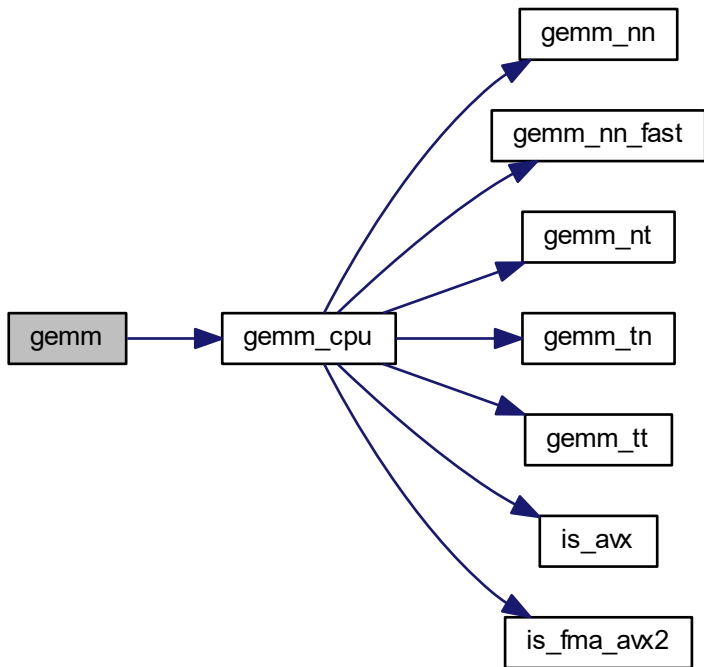 gemm
gemm_cpu
gemm_nn
gemm_nn_fast
gemm_nt
gemm_tn
gemm_tt
is_avx
is_fma_avx2